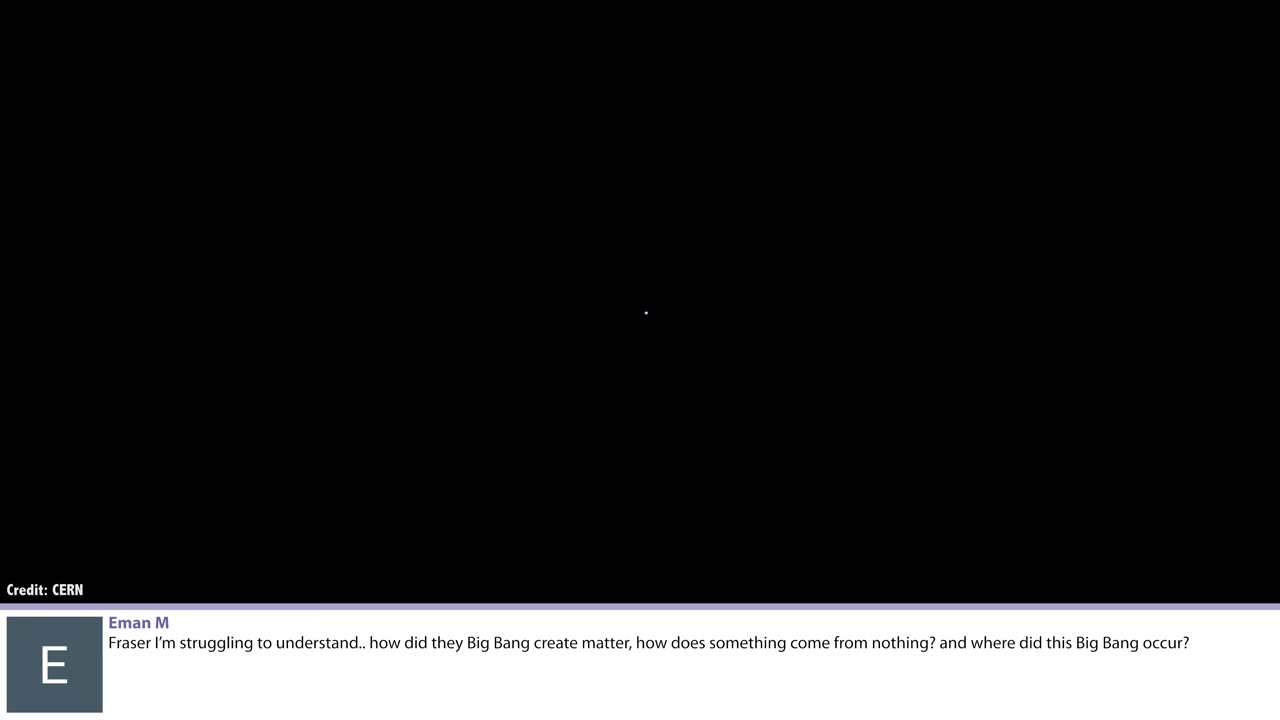 Credit: CERN
Eman M
E
Fraser I’m struggling to understand.. how did they Big Bang create matter, how does something come from nothing? and where did this Big Bang occur?